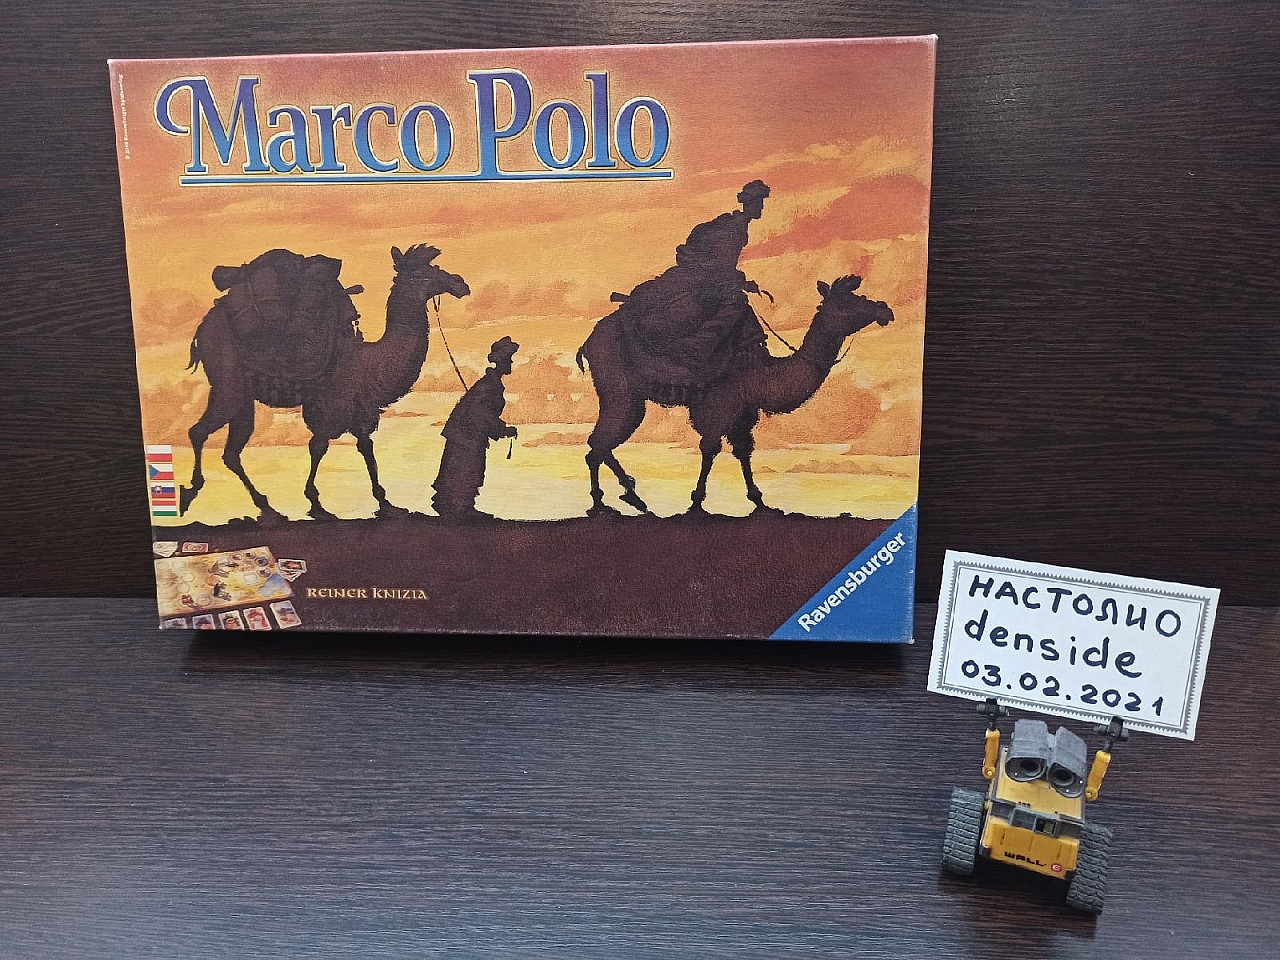 Marco Polo
REINER KNIZIA
Ravensburger
НАСТОЛИО
denside
03.02.2021
WALL·E